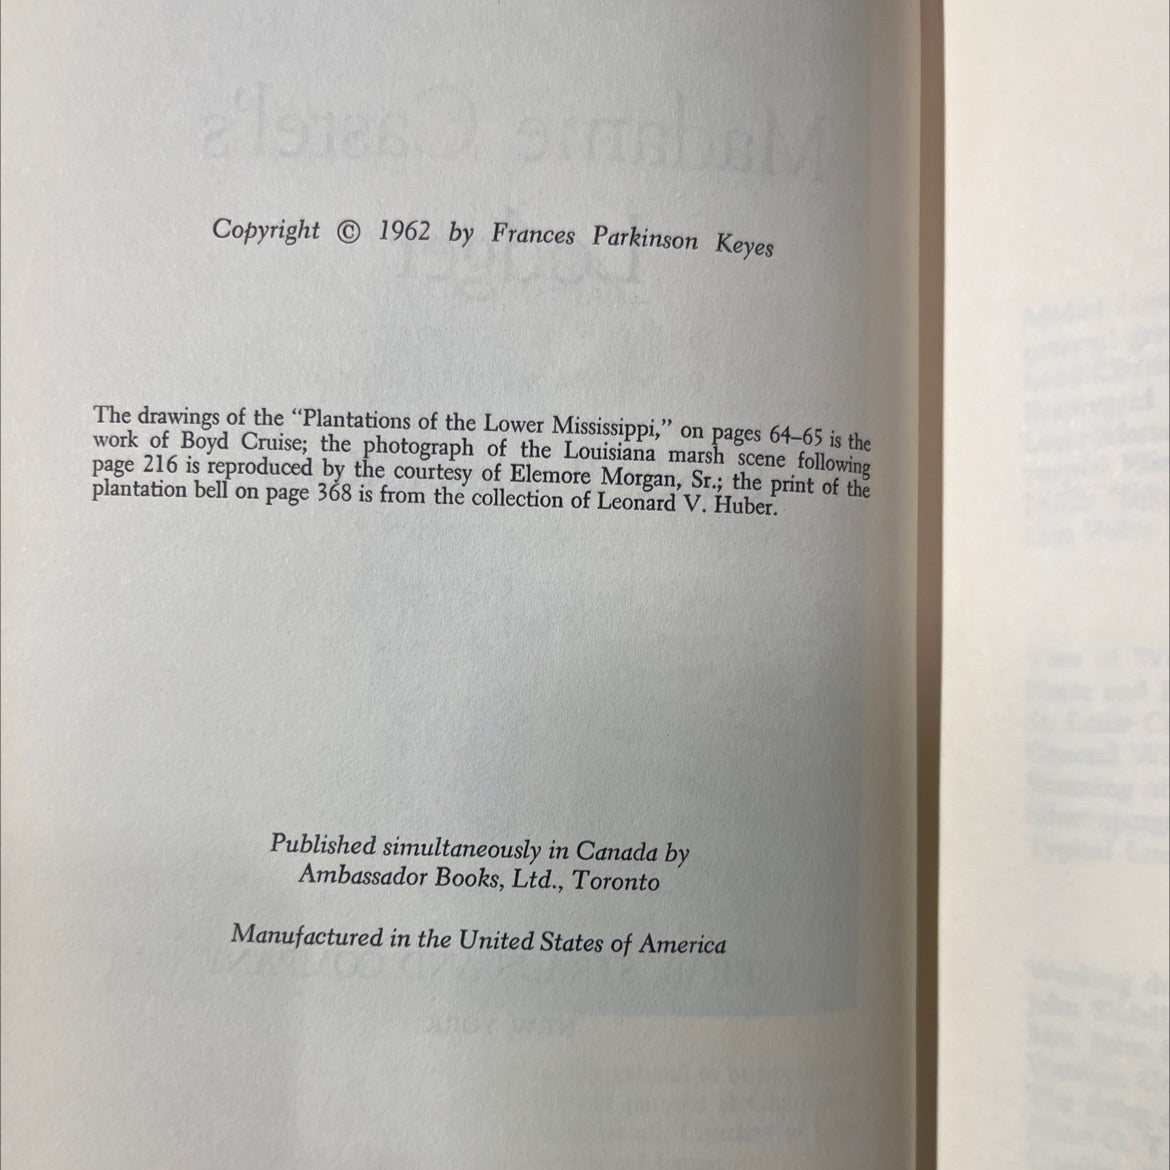 Copyright © 1962 by Frances Parkinson Keyes
The drawings of the “Plantations of the Lower Mississippi,” on pages 64–65 is the
work of Boyd Cruise; the photograph of the Louisiana marsh scene following
page 216 is reproduced by the courtesy of Elemore Morgan, Sr.; the print of the
plantation bell on page 368 is from the collection of Leonard V. Huber.
Published simultaneously in Canada by
Ambassador Books, Ltd., Toronto
Manufactured in the United States of America